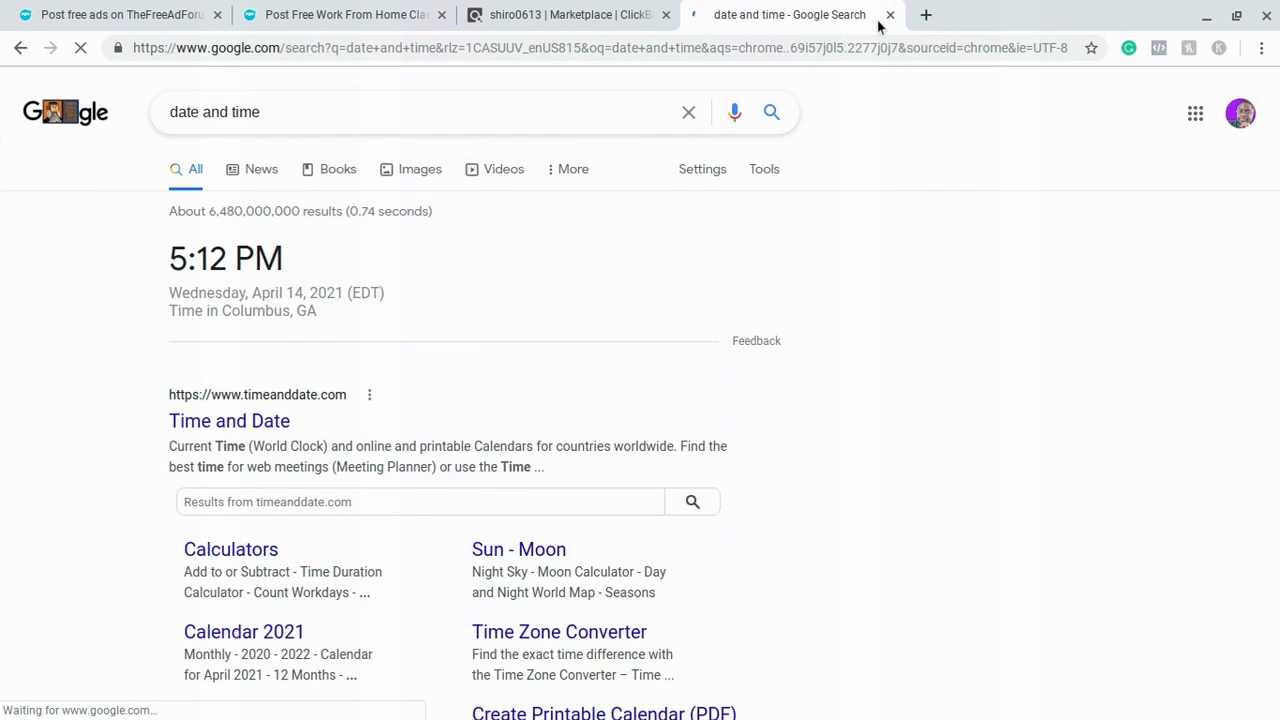 Post free ads on TheFreeAdForu
Post Free Work From Home Clas
shiro0613 | Marketplace | ClickBa
date and time - Google Search
https://www.google.com/search?q=date+and+time&rlz=1CASUUV_enUS815&oq=date+and+time&aqs=chrome..69i57j0l5.2277j0j7&sourceid=chrome&ie=UTF-8
Google
date and time
All
News
Books
Images
Videos
More
Settings
Tools
About 6,480,000,000 results (0.74 seconds)
5:12 PM
Wednesday, April 14, 2021 (EDT)
Time in Columbus, GA
Feedback
https://www.timeanddate.com
Time and Date
Current Time (World Clock) and online and printable Calendars for countries worldwide. Find the
best time for web meetings (Meeting Planner) or use the Time ...
Results from timeanddate.com
Calculators
Add to or Subtract - Time Duration
Calculator - Count Workdays - ...
Sun - Moon
Night Sky - Moon Calculator - Day
and Night World Map - Seasons
Calendar 2021
Monthly - 2020 - 2022 - Calendar
for April 2021 - 12 Months - ...
Time Zone Converter
Find the exact time difference with
the Time Zone Converter – Time ...
Create Printable Calendar (PDF)
Waiting for www.google.com...